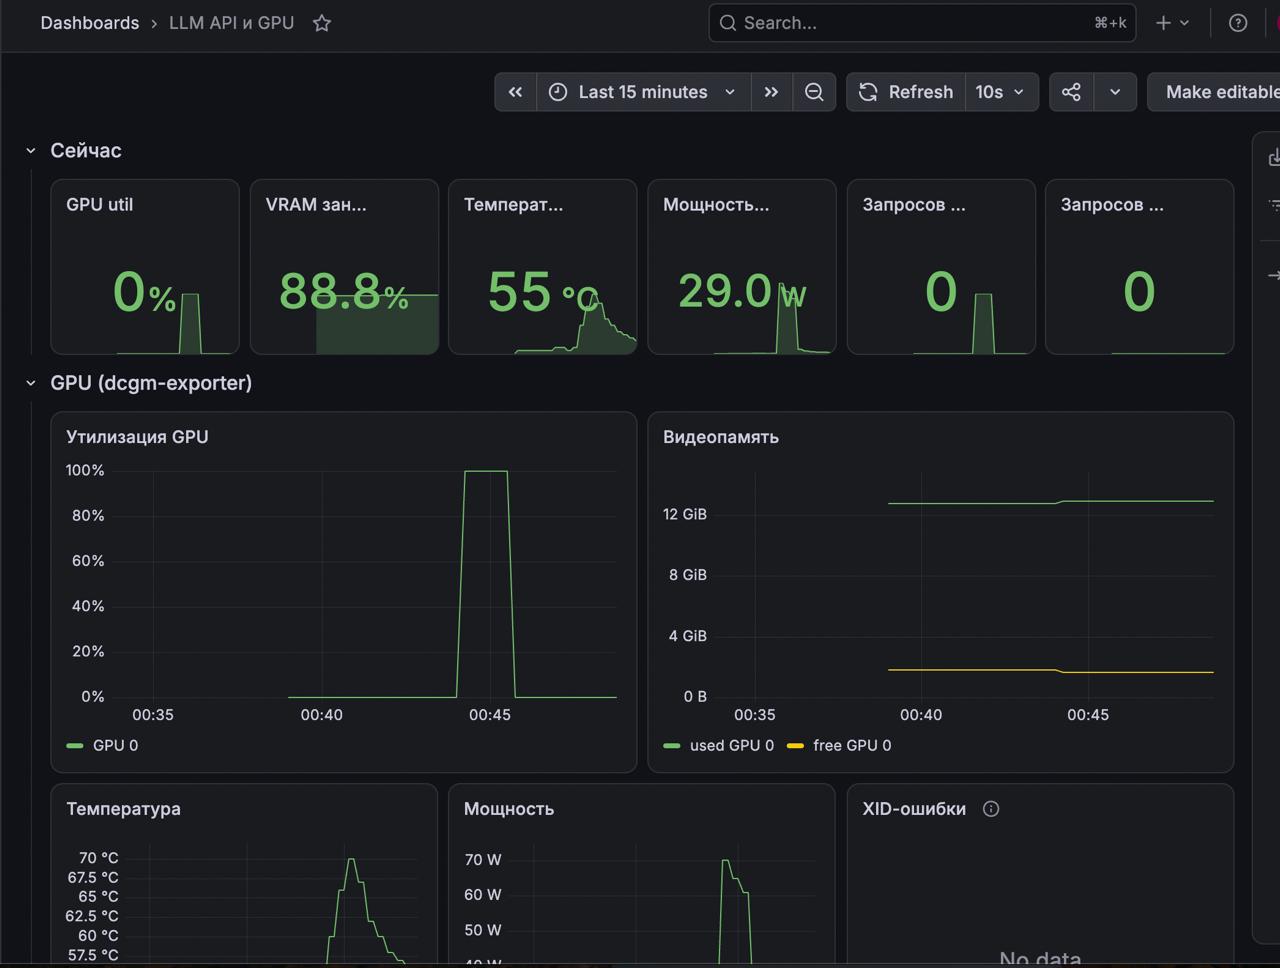 Dashboards › LLM API и GPU
Search... ⌘+k
Last 15 minutes
Refresh 10s
Make editable
Сейчас
GPU util
VRAM зан...
Температ...
Мощность...
Запросов ...
Запросов ...
0%
88.8%
55 °C
29.0 W
0
0
GPU (dcgm-exporter)
Утилизация GPU
100%
80%
60%
40%
20%
0%
00:35 00:40 00:45
GPU 0
Видеопамять
12 GiB
8 GiB
4 GiB
0 B
00:35 00:40 00:45
used GPU 0 free GPU 0
Температура
70 °C
67.5 °C
65 °C
62.5 °C
60 °C
57.5 °C
Мощность
70 W
60 W
50 W
40 W
XID-ошибки
No data